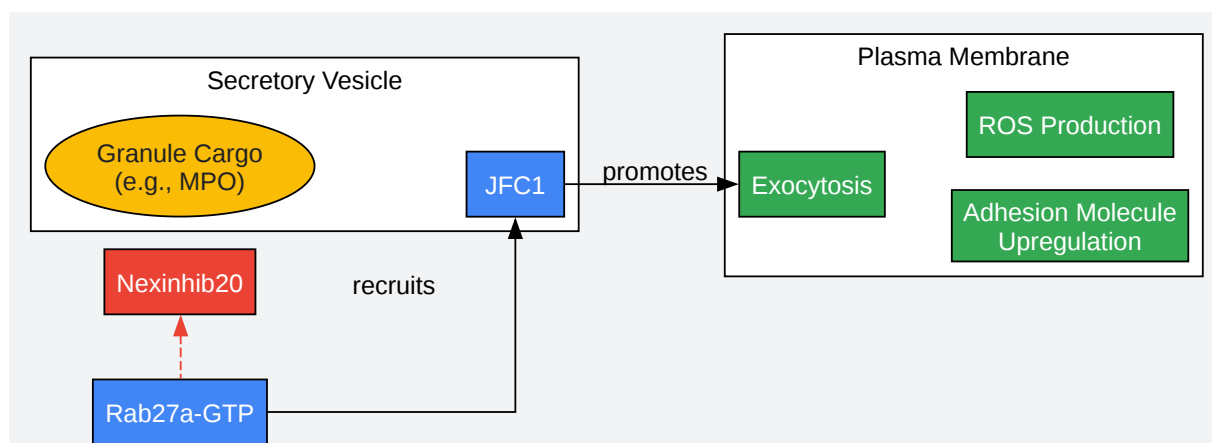 Secretory Vesicle
Granule Cargo
(e.g., MPO)
JFC1
promotes
Plasma Membrane
ROS Production
Exocytosis
Adhesion Molecule
Upregulation
Nexinhib20
recruits
Rab27a-GTP